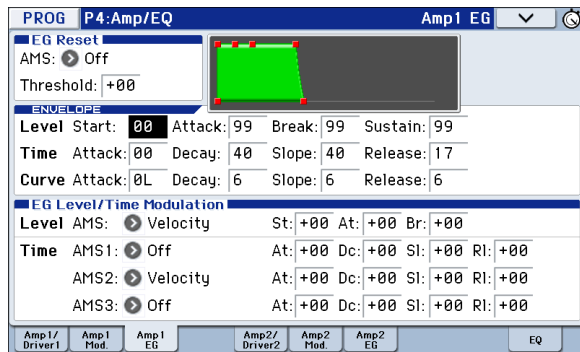 PROG P4:Amp/EQ Amp1 EG
EG Reset
AMS: Off
Threshold: +00
ENVELOPE
Level Start: 00 Attack: 99 Break: 99 Sustain: 99
Time Attack: 00 Decay: 40 Slope: 40 Release: 17
Curve Attack: 0L Decay: 6 Slope: 6 Release: 6
EG Level/Time Modulation
Level AMS: Velocity St: +00 At: +00 Br: +00
Time AMS1: Off At: +00 Dc: +00 Sl: +00 Rl: +00
AMS2: Velocity At: +00 Dc: +00 Sl: +00 Rl: +00
AMS3: Off At: +00 Dc: +00 Sl: +00 Rl: +00
Amp1/ Driver1 Amp1 Mod. Amp1 EG Amp2/ Driver2 Amp2 Mod. Amp2 EG EQ